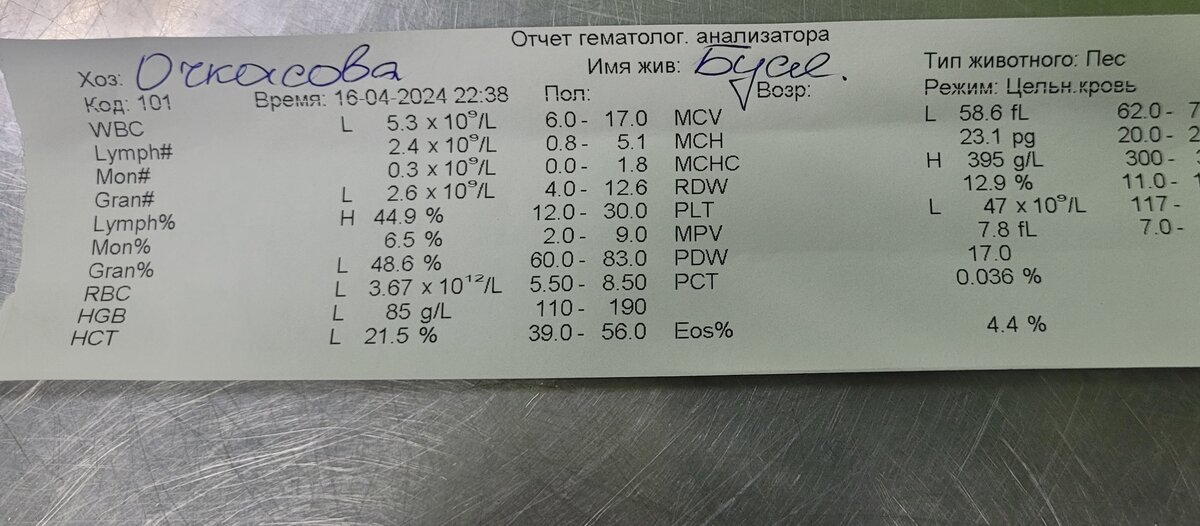 Отчет гематолог. анализатора
Хоз: Очкасова Имя жив: Тип животного: Пес
Код: 101 Время: 16-04-2024 22:38 Пол: Возр: Режим: Цельн.кровь
WBC L 5.3 x 10⁹/L 6.0 - 17.0 MCV L 58.6 fL 62.0 - 7
Lymph# 2.4 x 10⁹/L 0.8 - 5.1 MCH 23.1 pg 20.0 - 2
Mon# 0.3 x 10⁹/L 0.0 - 1.8 MCHC H 395 g/L 300 -
Gran# L 2.6 x 10⁹/L 4.0 - 12.6 RDW 12.9 % 11.0 - 1
Lymph% H 44.9 % 12.0 - 30.0 PLT L 47 x 10⁹/L 117 -
Mon% 6.5 % 2.0 - 9.0 MPV 7.8 fL 7.0 -
Gran% L 48.6 % 60.0 - 83.0 PDW 17.0
RBC L 3.67 x 10¹²/L 5.50 - 8.50 PCT 0.036 %
HGB L 85 g/L 110 - 190
HCT L 21.5 % 39.0 - 56.0 Eos% 4.4 %